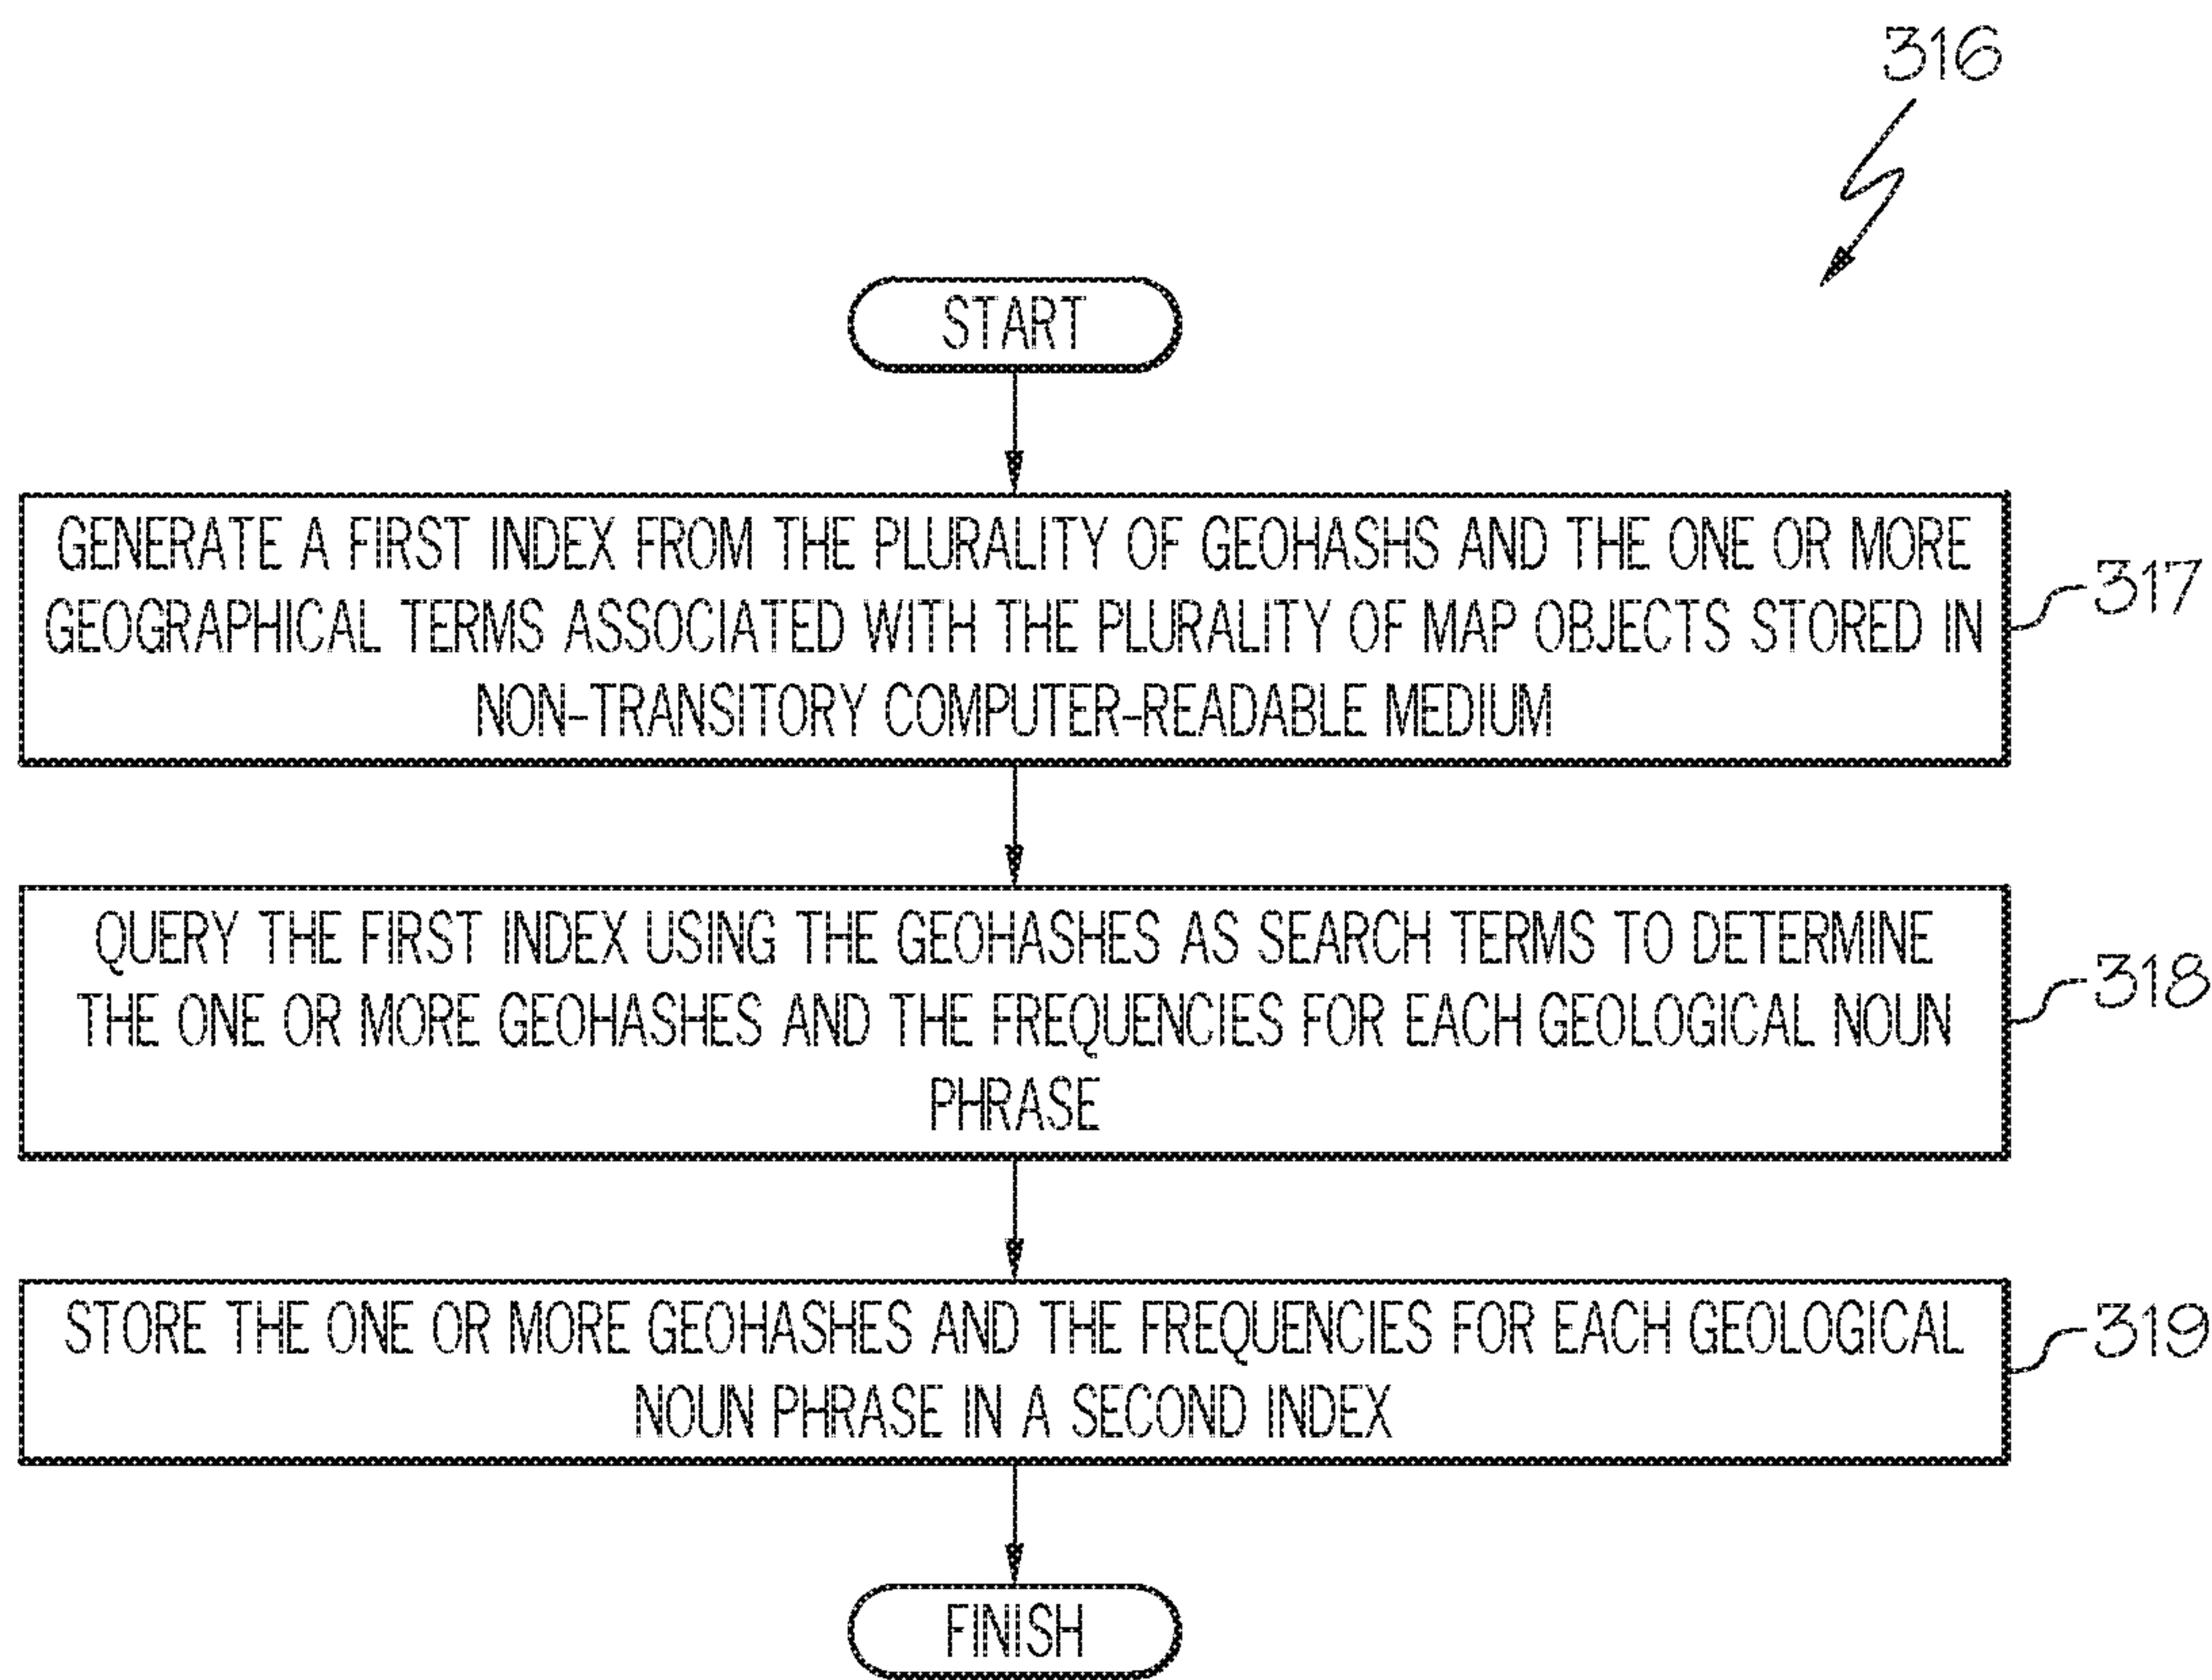 316
START
GENERATE A FIRST INDEX FROM THE PLURALITY OF GEOHASHS AND THE ONE OR MORE
GEOGRAPHICAL TERMS ASSOCIATED WITH THE PLURALITY OF MAP OBJECTS STORED IN
NON-TRANSITORY COMPUTER-READABLE MEDIUM
317
QUERY THE FIRST INDEX USING THE GEOHASHES AS SEARCH TERMS TO DETERMINE
THE ONE OR MORE GEOHASHES AND THE FREQUENCIES FOR EACH GEOLOGICAL NOUN
PHRASE
318
STORE THE ONE OR MORE GEOHASHES AND THE FREQUENCIES FOR EACH GEOLOGICAL
NOUN PHRASE IN A SECOND INDEX
319
FINISH